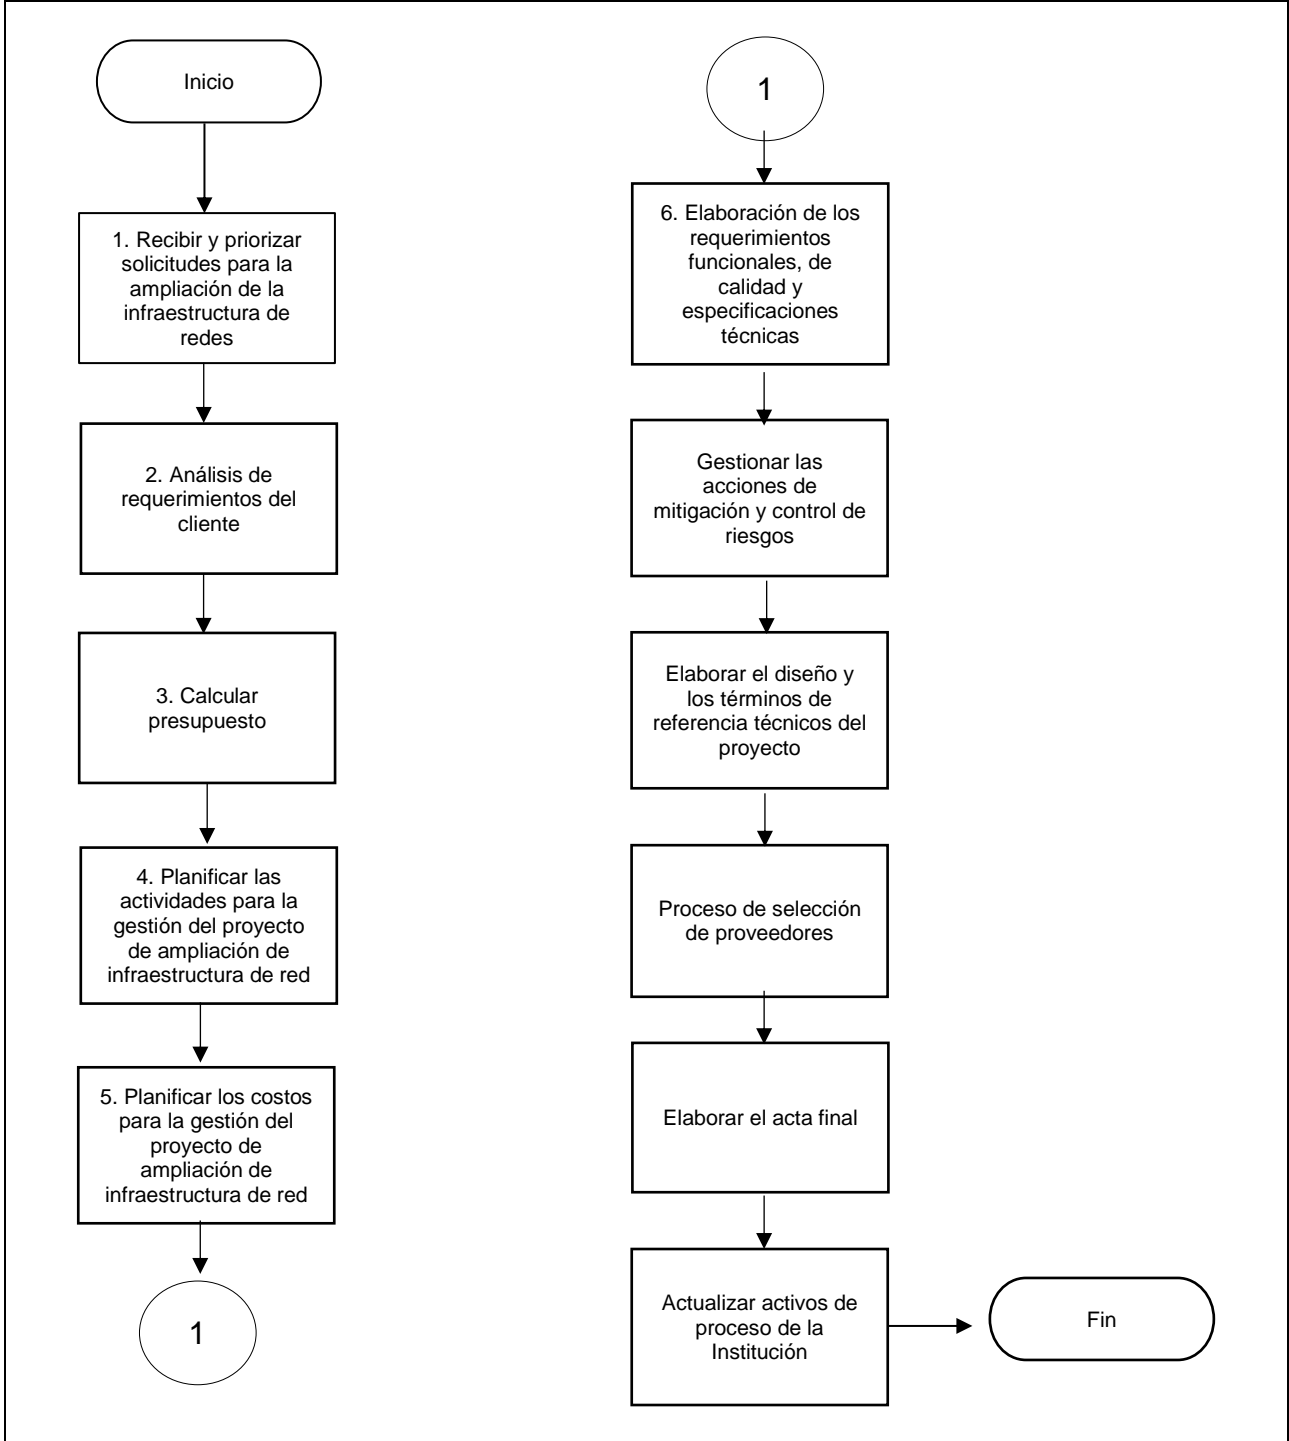 Inicio
1. Recibir y priorizar
solicitudes para la
ampliación de la
infraestructura de
redes
2. Análisis de
requerimientos del
cliente
3. Calcular
presupuesto
4. Planificar las
actividades para la
gestión del proyecto
de ampliación de
infraestructura de red
5. Planificar los costos
para la gestión del
proyecto de
ampliación de
infraestructura de red
1
1
6. Elaboración de los
requerimientos
funcionales, de
calidad y
especificaciones
técnicas
Gestionar las
acciones de
mitigación y control de
riesgos
Elaborar el diseño y
los términos de
referencia técnicos del
proyecto
Proceso de selección
de proveedores
Elaborar el acta final
Actualizar activos de
proceso de la
Institución
Fin